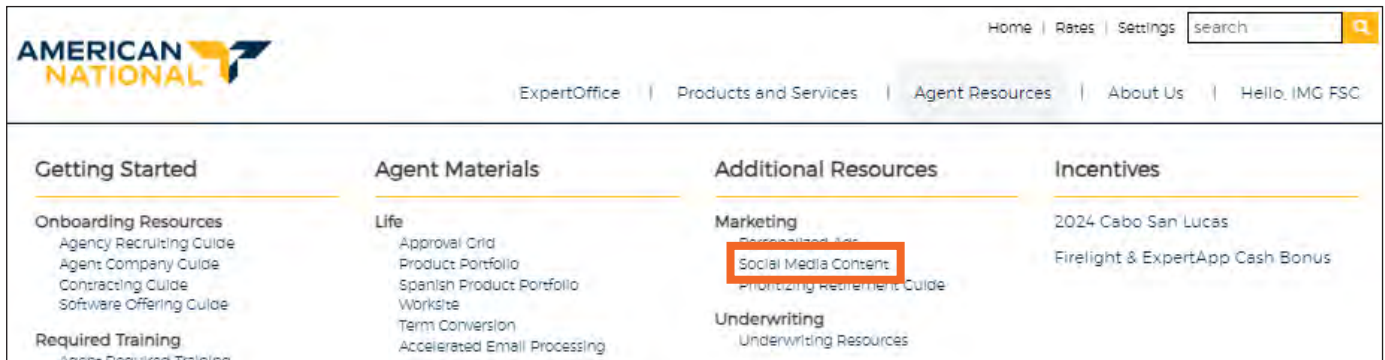 Home | Rates | Settings search
AMERICAN
NATIONAL
ExpertOffice | Products and Services | Agent Resources | About Us | Hello, IMG FSC
Getting Started
Onboarding Resources
Agency Recruiting Guide
Agent Company Guide
Contracting Guide
Software Offering Guide
Required Training
Agent Required Training
Agent Materials
Life
Approval Grid
Product Portfolio
Spanish Product Portfolio
Worksite
Term Conversion
Accelerated Email Processing
Additional Resources
Marketing
Personalized Ads
Social Media Content
Prioritizing Retirement Guide
Underwriting
Underwriting Resources
Incentives
2024 Cabo San Lucas
Firelight & ExpertApp Cash Bonus